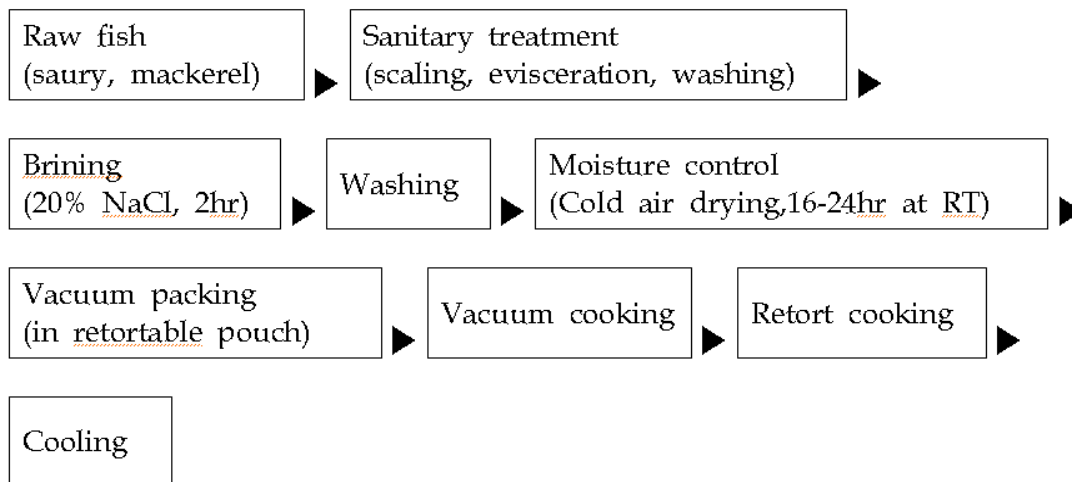 Raw fish
(saury, mackerel)
Sanitary treatment
(scaling, evisceration, washing)
Brining
(20% NaCl, 2hr)
Washing
Moisture control
(Cold air drying,16-24hr at RT)
Vacuum packing
(in retortable pouch)
Vacuum cooking
Retort cooking
Cooling